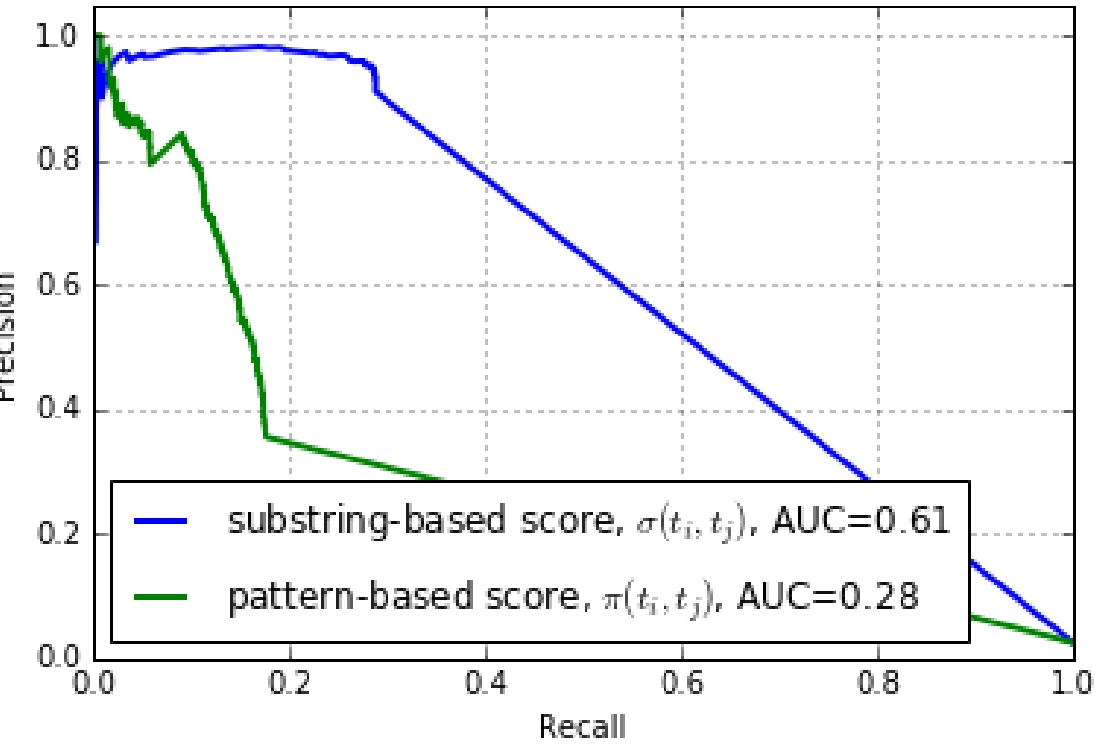 1.0
0.8
0.6
0.4
0.2
0.0
Precision
substring-based score, σ(tᵢ, tⱼ), AUC=0.61
pattern-based score, π(tᵢ, tⱼ), AUC=0.28
0.0 0.2 0.4 0.6 0.8 1.0
Recall